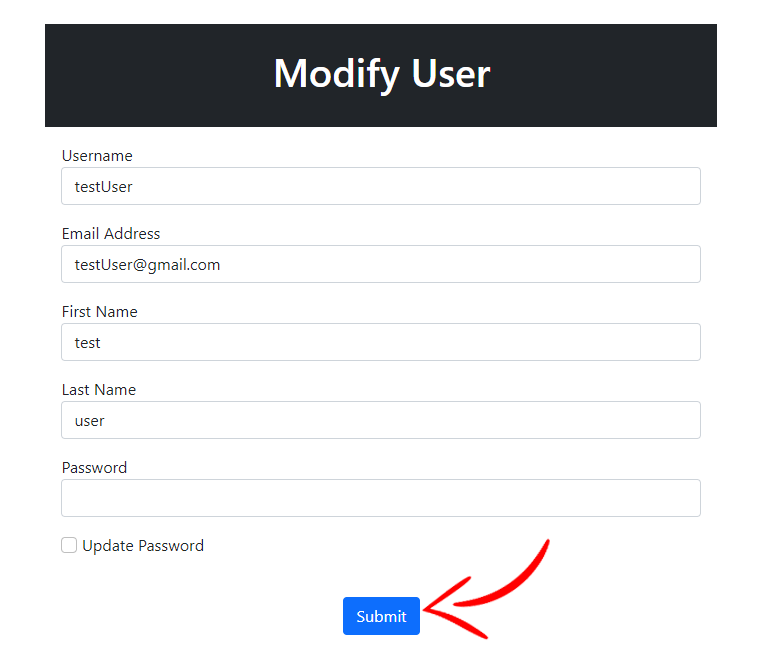 Modify User
Username
testUser
Email Address
testUser@gmail.com
First Name
test
Last Name
user
Password
Update Password
Submit